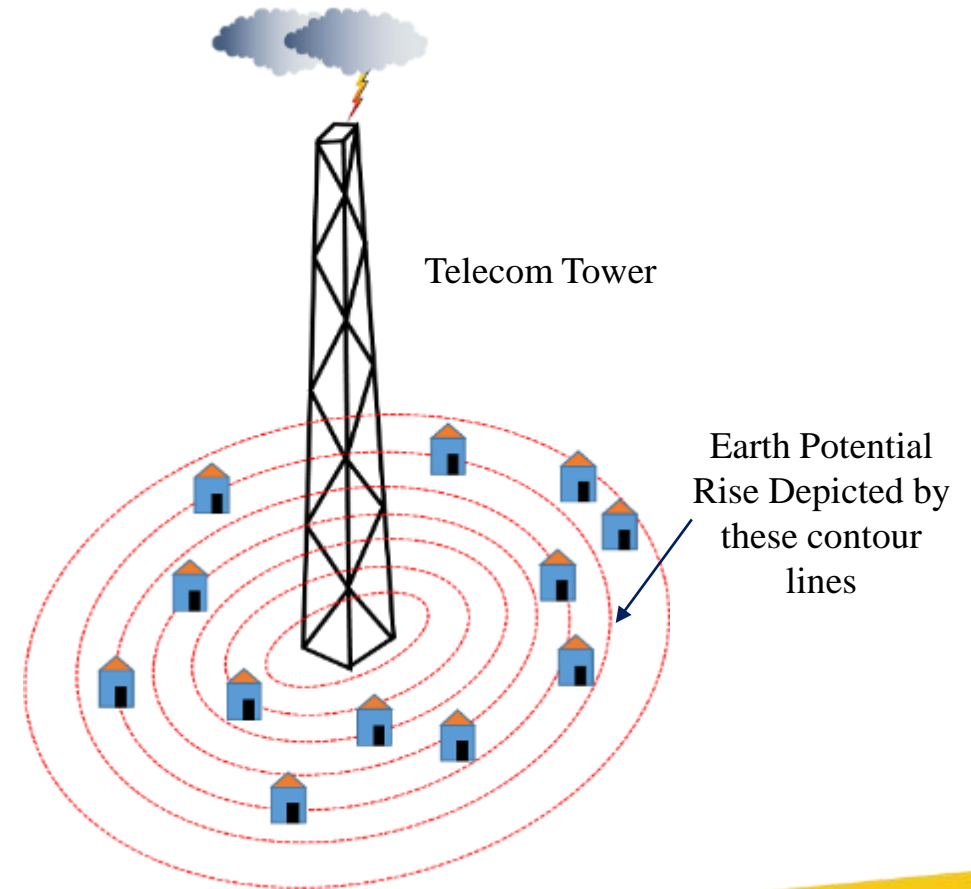 Telecom Tower
Earth Potential
Rise Depicted by
these contour
lines